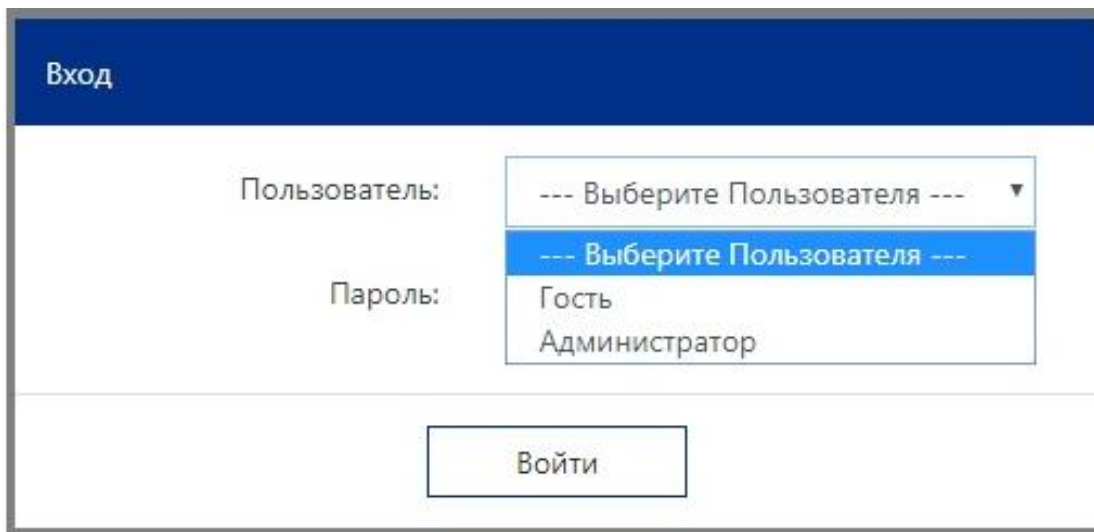 Вход
Пользователь:
--- Выберите Пользователя ---
--- Выберите Пользователя ---
Пароль:
Гость
Администратор
Войти